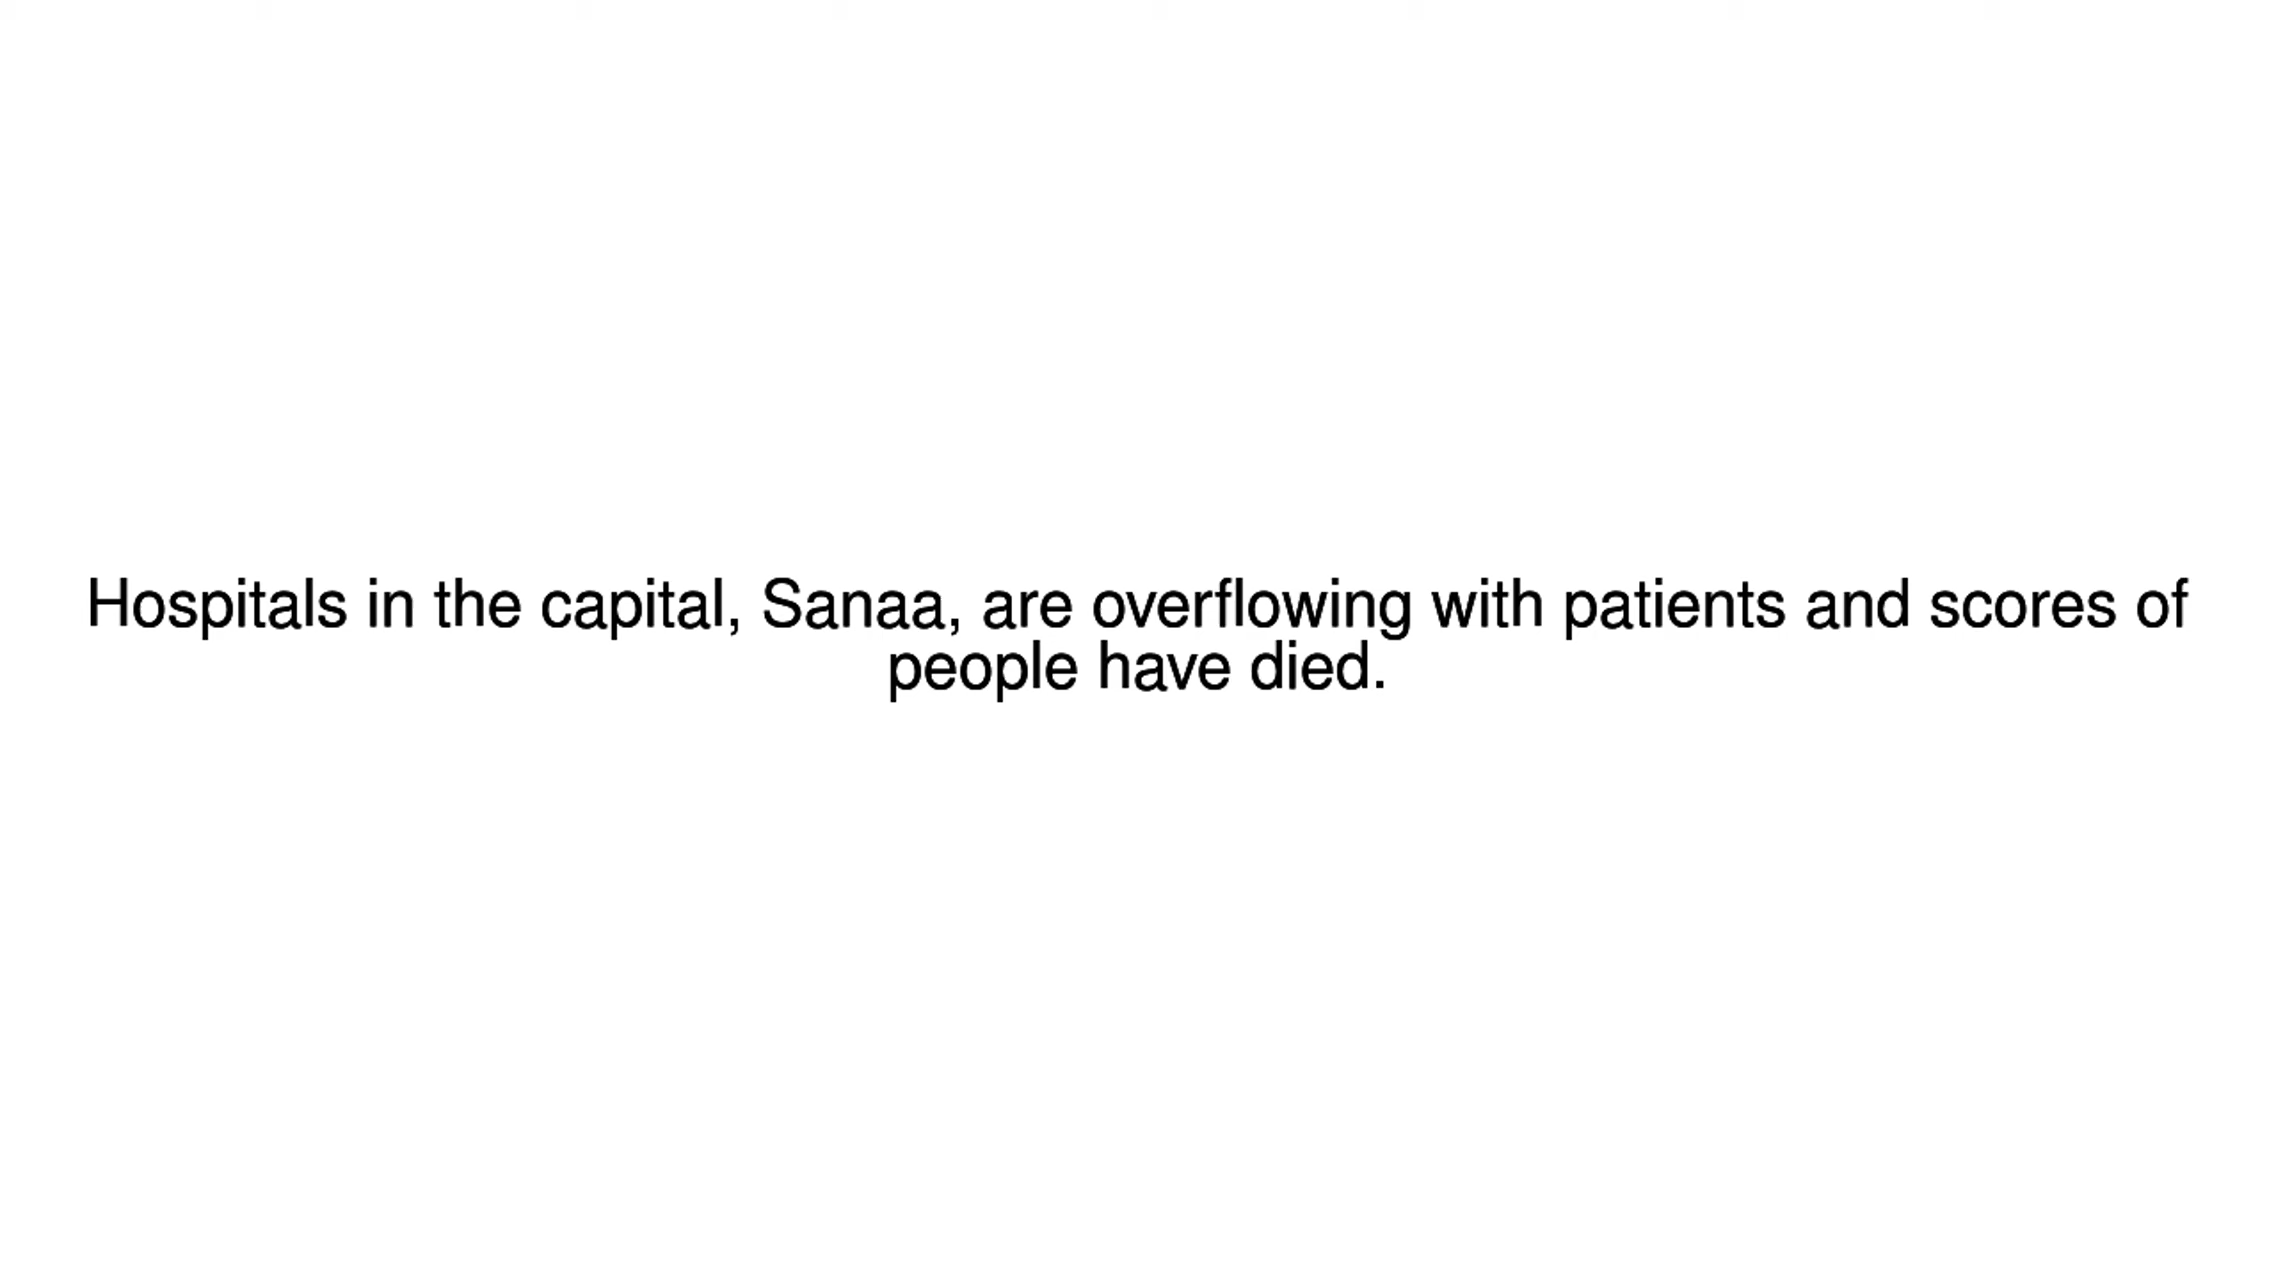 Hospitals in the capital, Sanaa, are overflowing with patients and scores of
people have died.